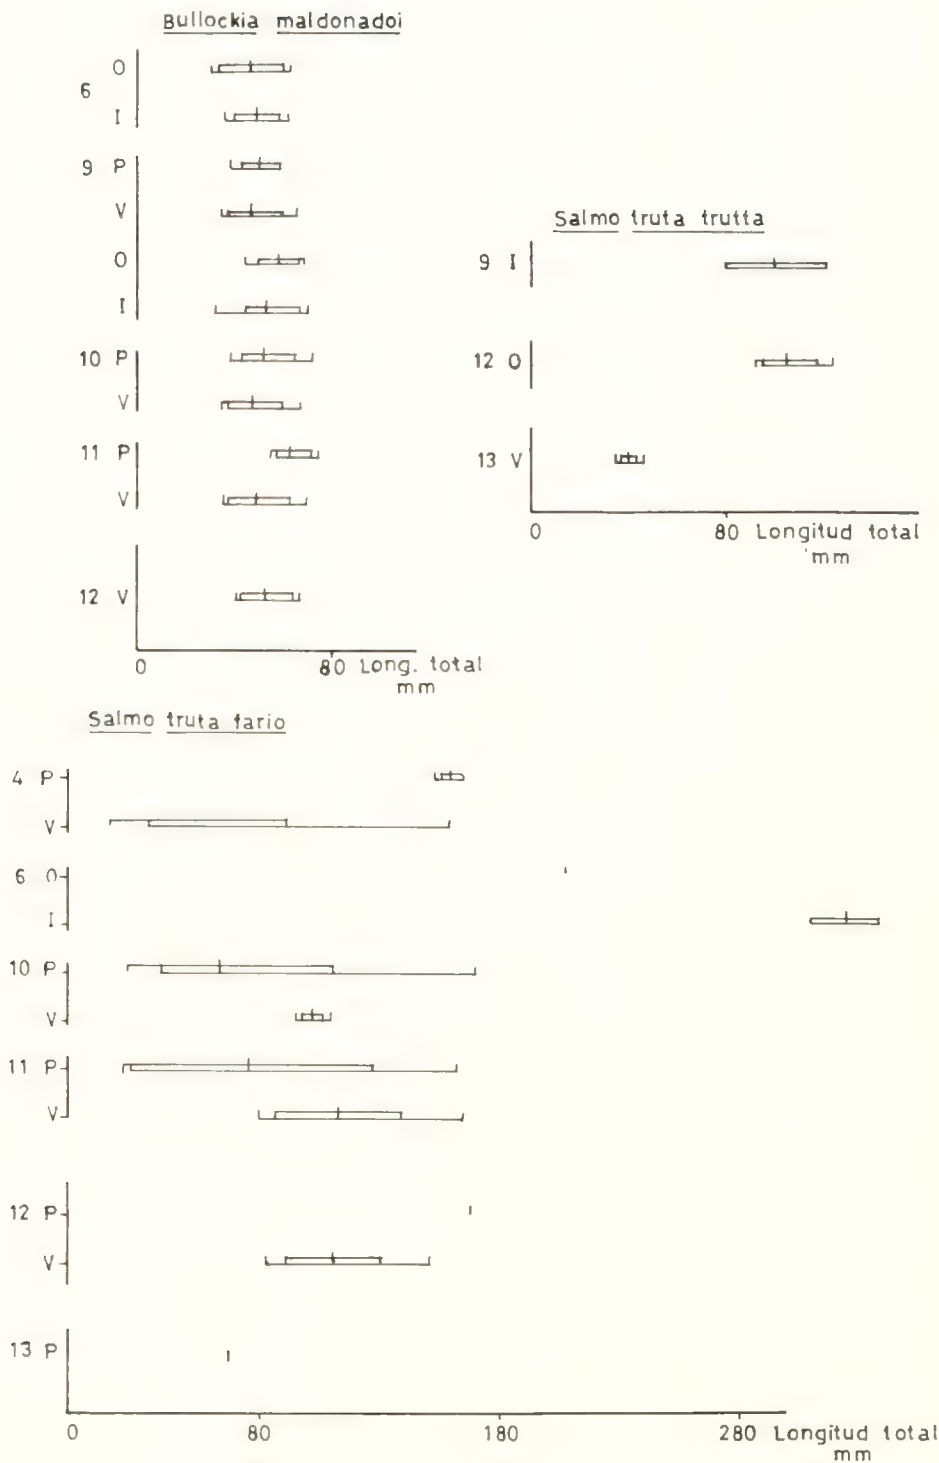 Bullockia maldonadoi
6 O
I
9 P
V
O
I
10 P
V
11 P
V
12 V
0 80 Long. total
mm
Salmo truta trutta
9 I
12 O
13 V
0 80 Longitud total
mm
Salmo truta fario
4 P
V
6 O
I
10 P
V
11 P
V
12 P
V
13 P
0 80 180 280 Longitud total
mm